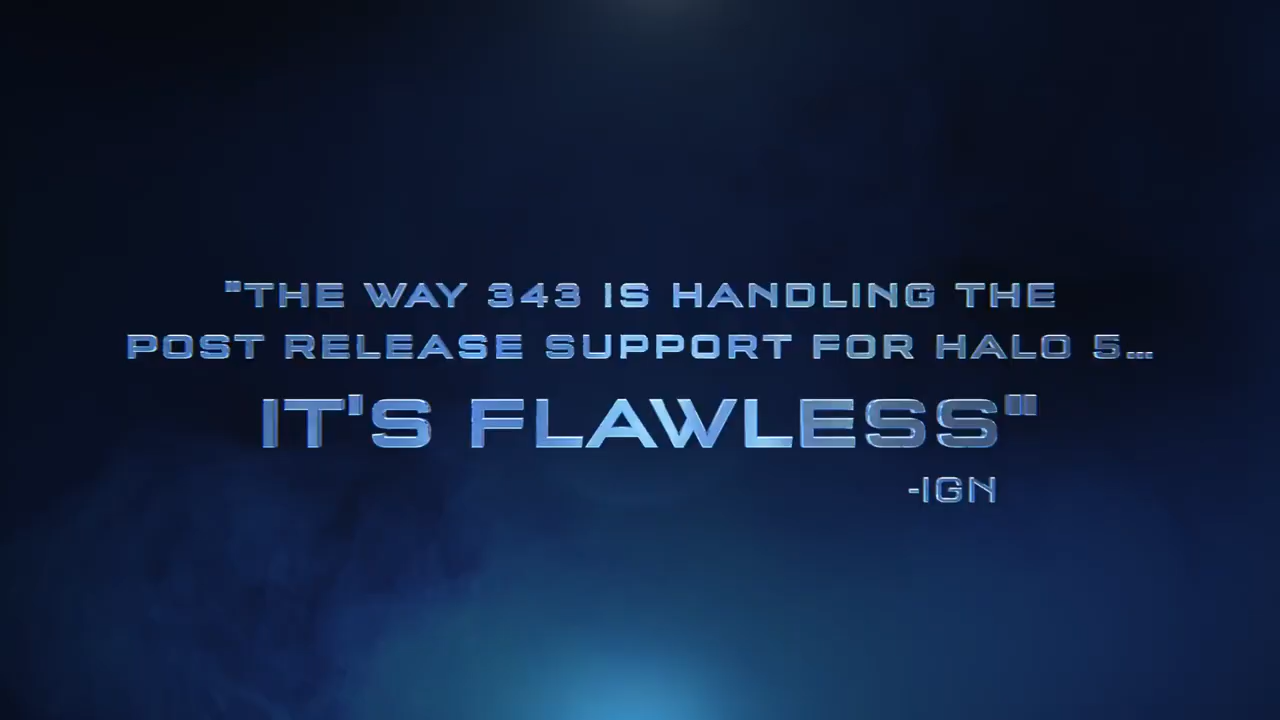 "THE WAY 343 IS HANDLING THE
POST RELEASE SUPPORT FOR HALO 5...
IT'S FLAWLESS"
-IGN